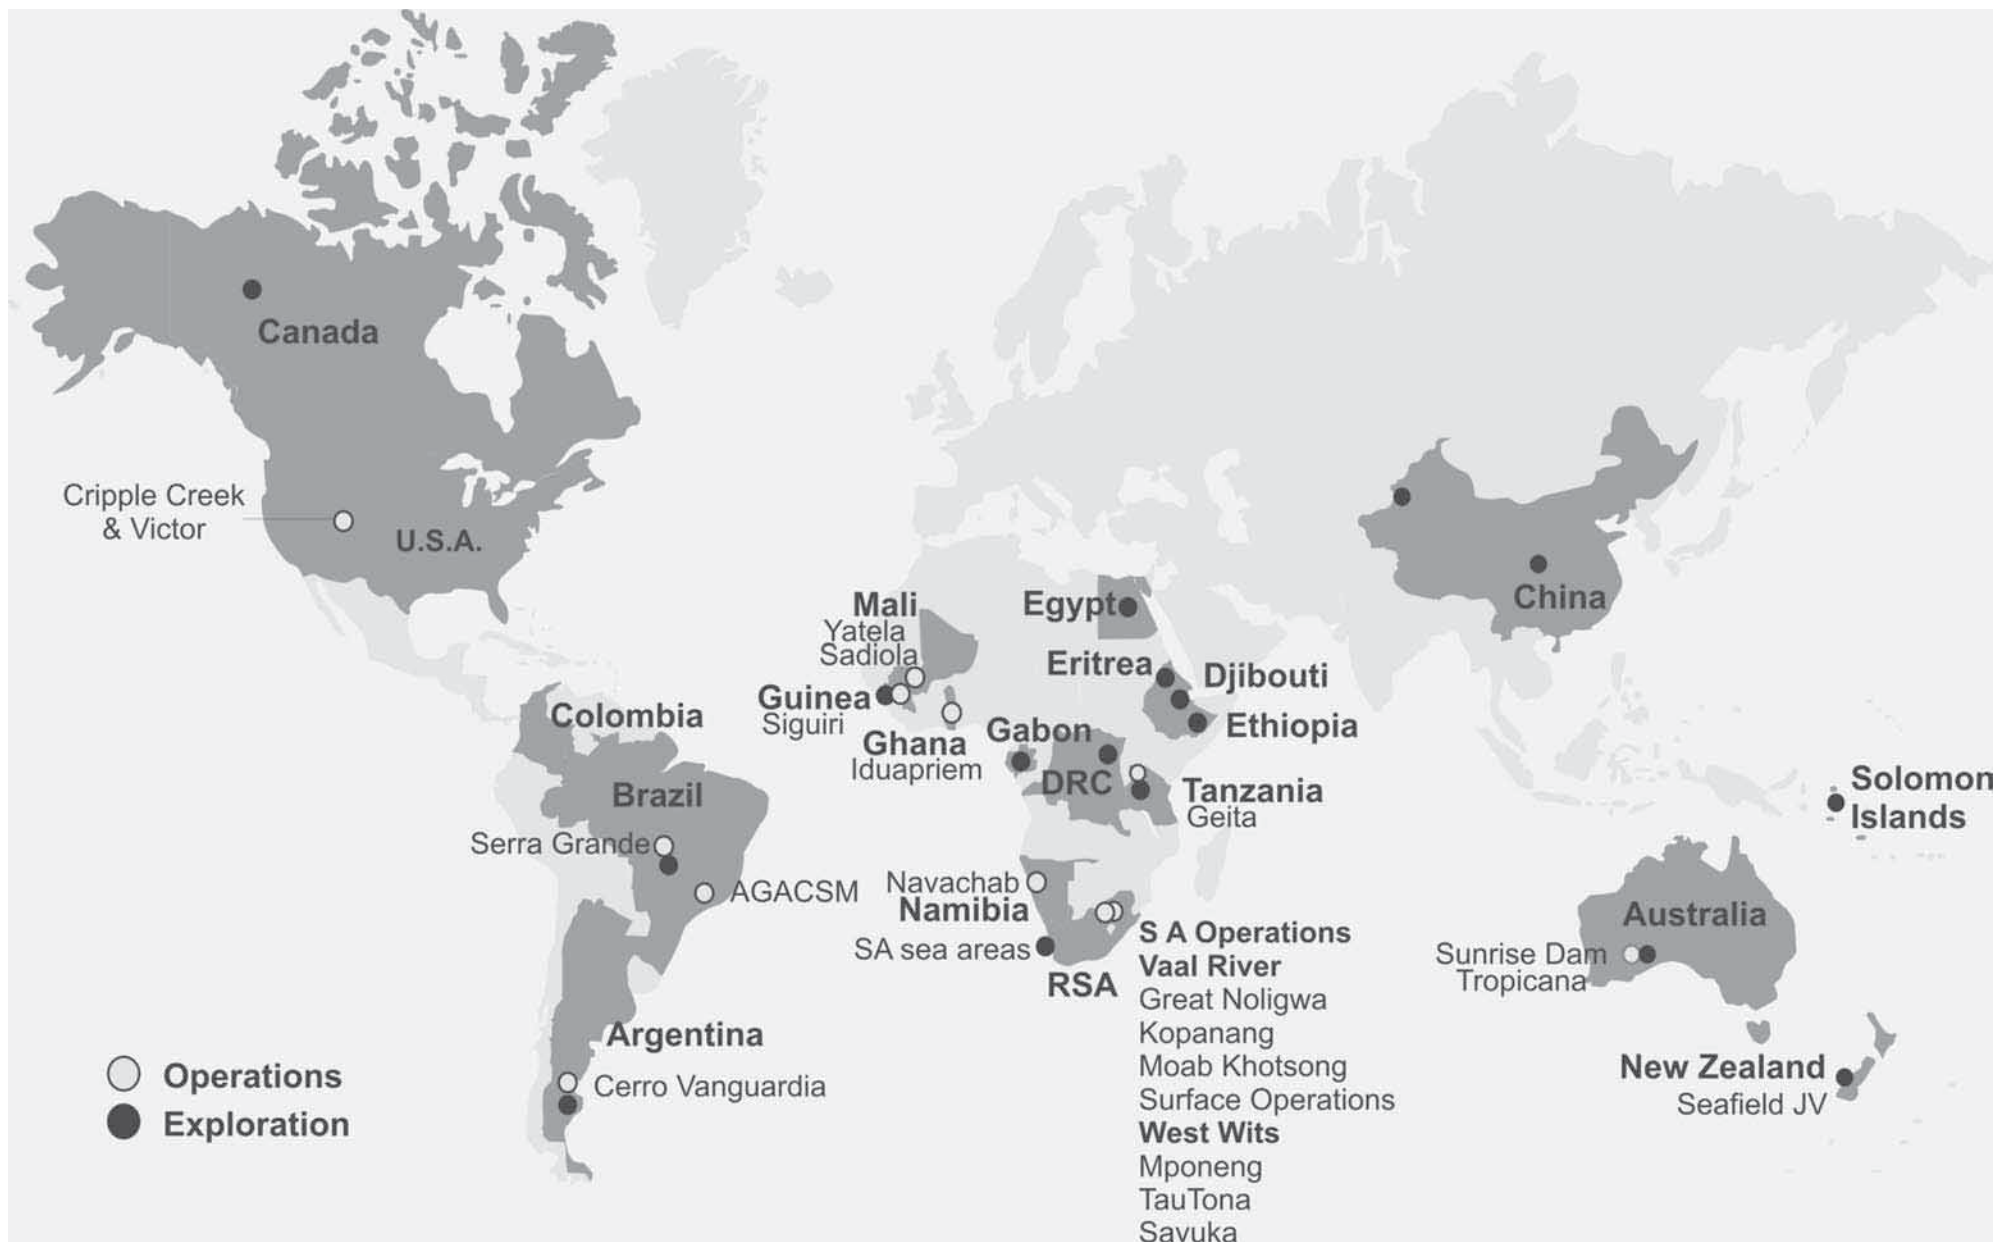 Canada
Cripple Creek
& Victor
U.S.A.
Colombia
Brazil
Serra Grande
AGACSM
Argentina
Cerro Vanguardia
Operations
Exploration
Mali
Yatela
Sadiola
Guinea
Siguiri
Ghana
Iduapriem
Egypt
Eritrea
Djibouti
Ethiopia
Gabon
DRC
Tanzania
Geita
Navachab
Namibia
SA sea areas
RSA
S A Operations
Vaal River
Great Noligwa
Kopanang
Moab Khotsong
Surface Operations
West Wits
Mponeng
TauTona
Savuka
China
Solomon
Islands
Australia
Sunrise Dam
Tropicana
New Zealand
Seafield JV